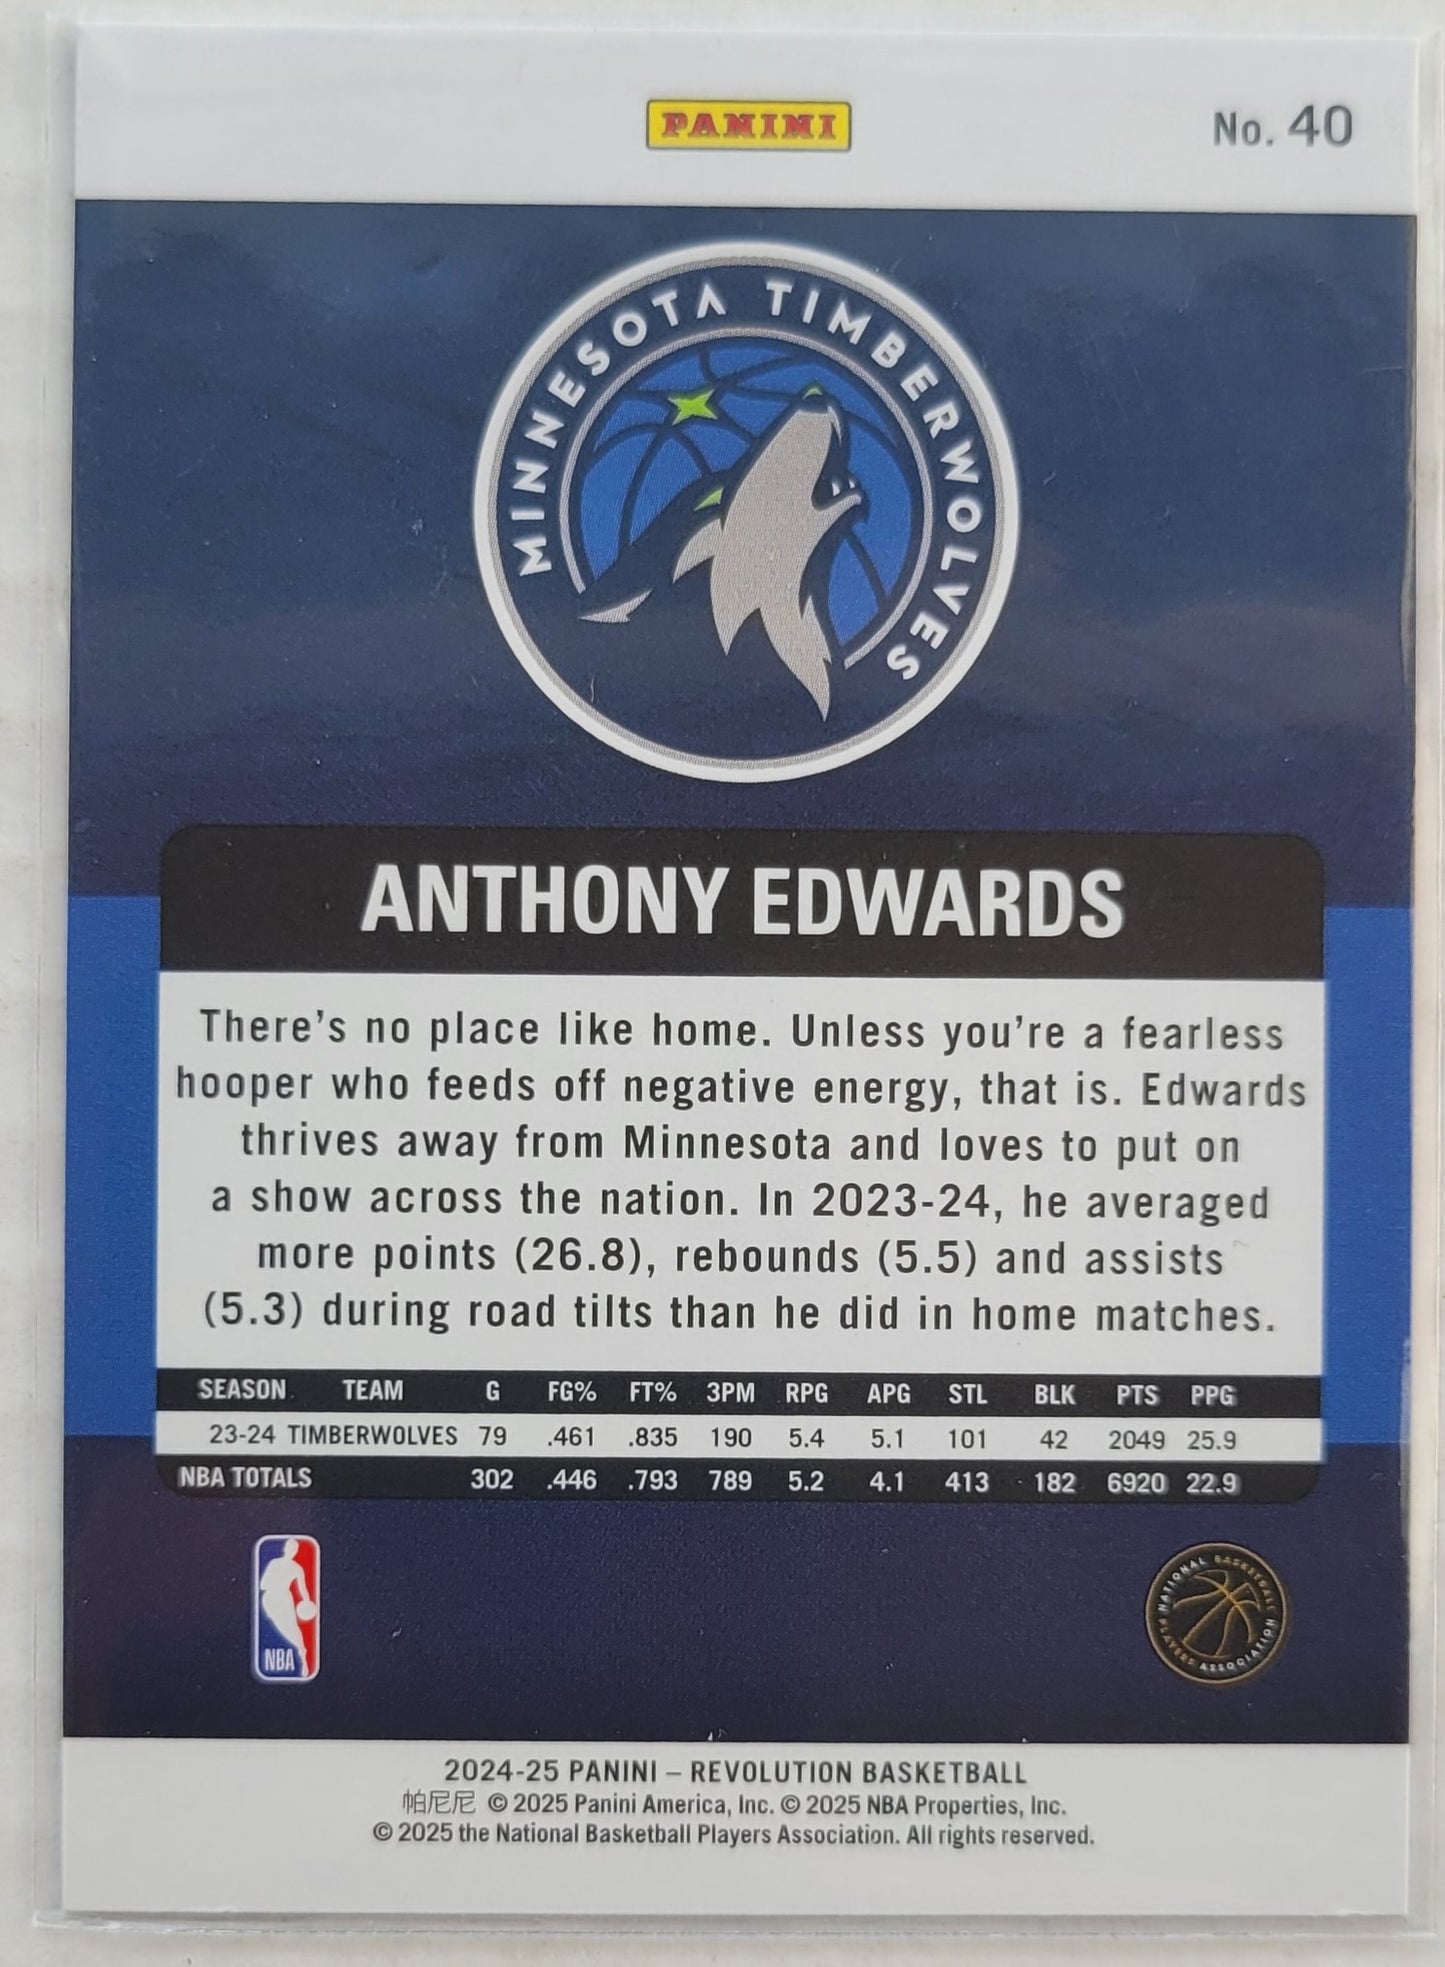 PANINI
No. 40
MINNESOTA TIMBERWOLVES
ANTHONY EDWARDS
There's no place like home. Unless you're a fearless
hooper who feeds off negative energy, that is. Edwards
thrives away from Minnesota and loves to put on
a show across the nation. In 2023-24, he averaged
more points (26.8), rebounds (5.5) and assists
(5.3) during road tilts than he did in home matches.
SEASON TEAM G FG% FT% 3PM RPG APG STL BLK PTS PPG
23-24 TIMBERWOLVES 79 .461 .835 190 5.4 5.1 101 42 2049 25.9
NBA TOTALS 302 .446 .793 789 5.2 4.1 413 182 6920 22.9
NBA
NATIONAL BASKETBALL PLAYERS ASSOCIATION
2024-25 PANINI – REVOLUTION BASKETBALL
帕尼尼 © 2025 Panini America, Inc. © 2025 NBA Properties, Inc.
© 2025 the National Basketball Players Association. All rights reserved.